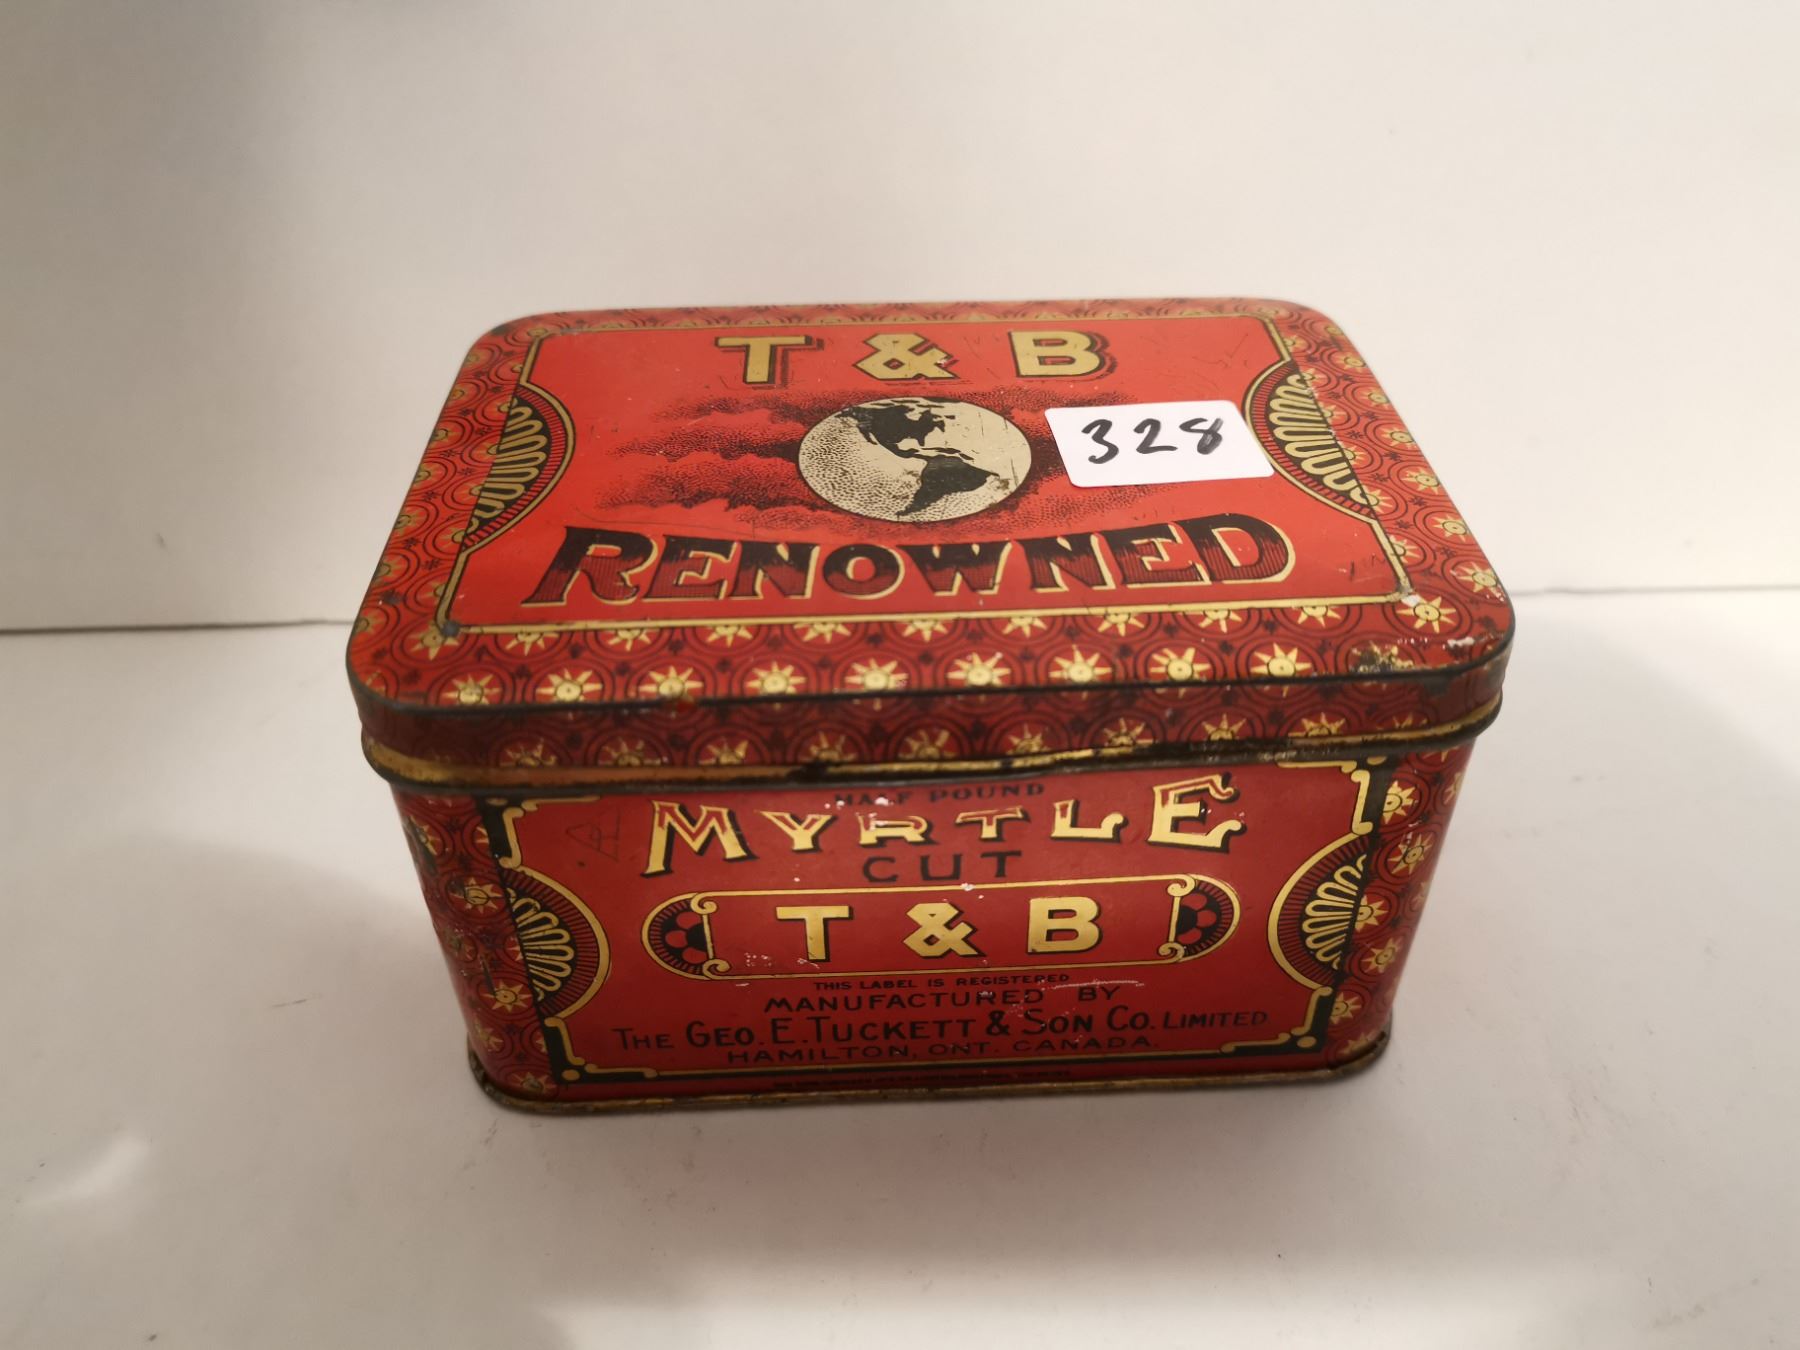 T & B
328
RENOWNED
HALF POUND
MYRTLE
CUT
T & B
THIS LABEL IS REGISTERED
MANUFACTURED BY
THE GEO. E. TUCKETT & SON CO. LIMITED
HAMILTON, ONT. CANADA.